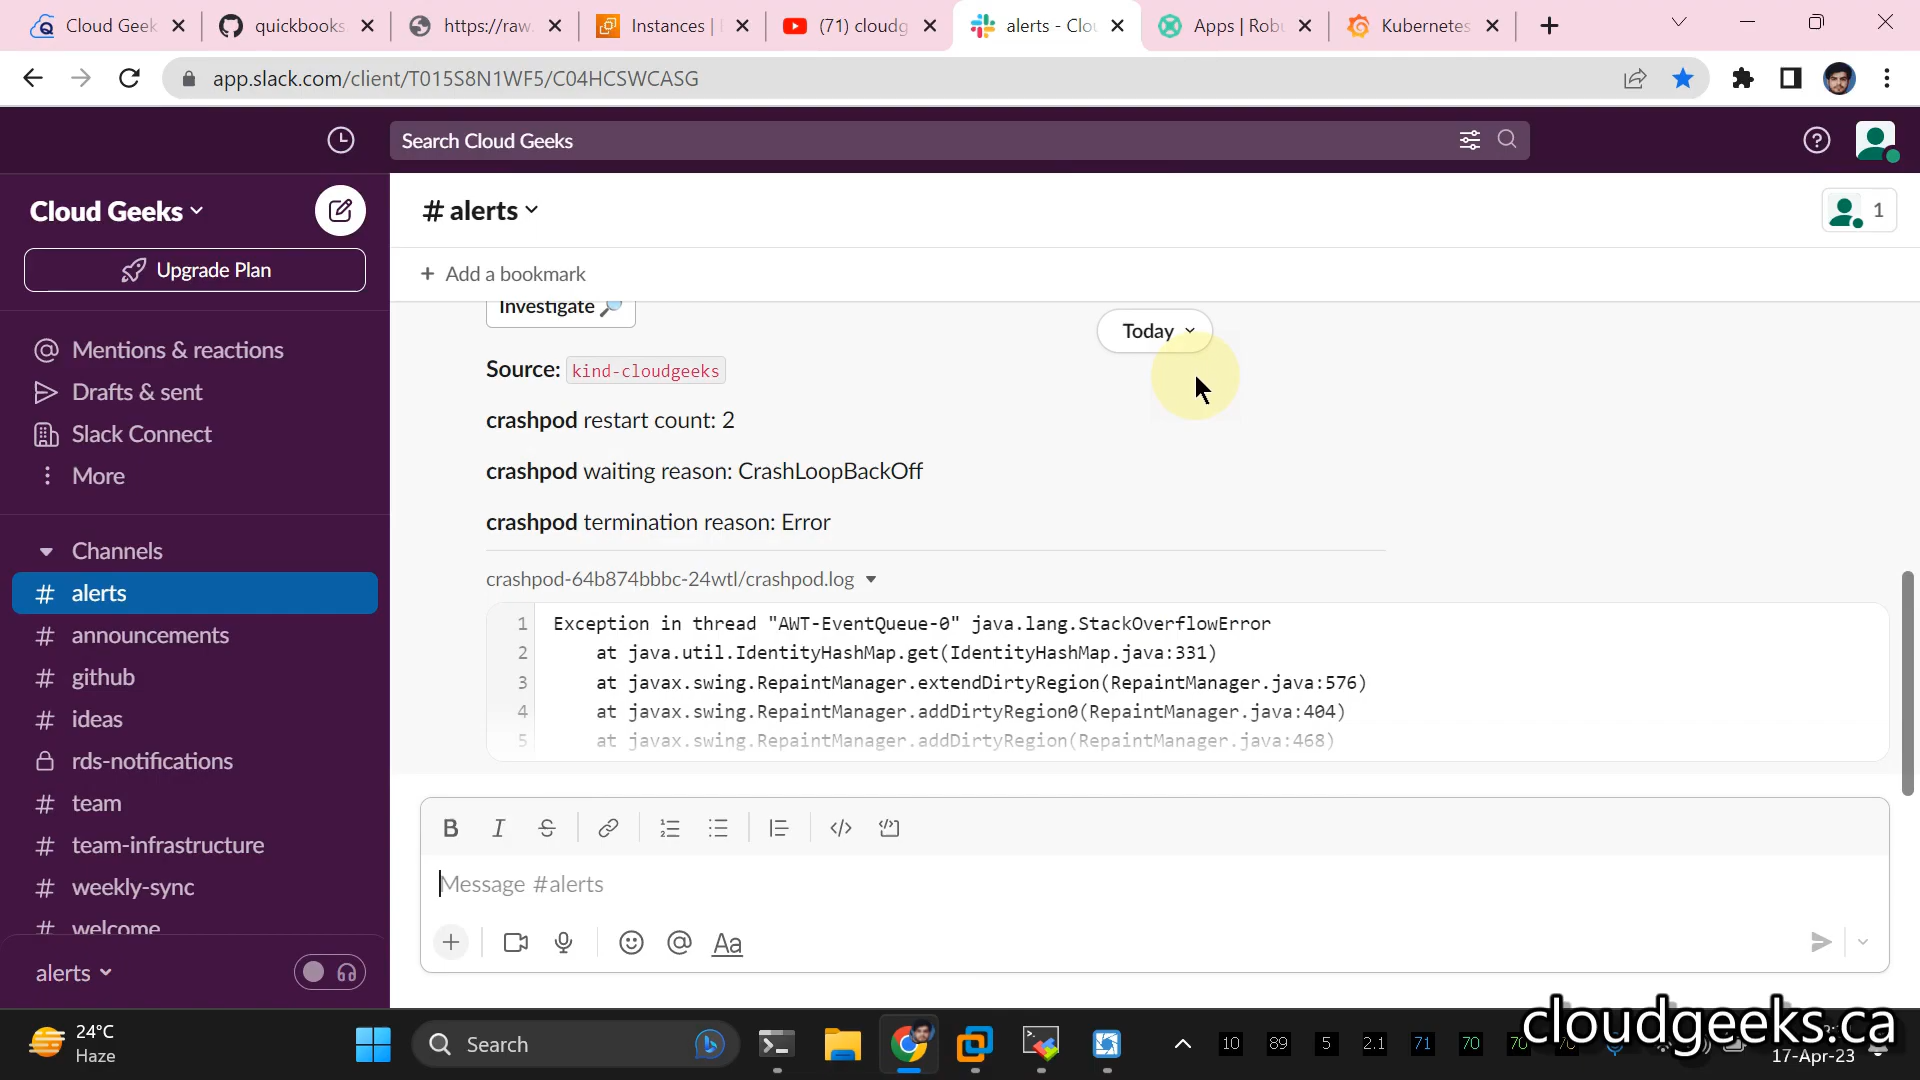 Cloud Geek
quickbooks
https://raw.
Instances |
(71) cloudg
alerts - Clou
Apps | Robu
Kubernetes
app.slack.com/client/T015S8N1WF5/C04HCSWCASG
Search Cloud Geeks
Cloud Geeks
Upgrade Plan
Mentions & reactions
Drafts & sent
Slack Connect
More
Channels
# alerts
# announcements
# github
# ideas
rds-notifications
# team
# team-infrastructure
# weekly-sync
# welcome
alerts
# alerts
1
+ Add a bookmark
Investigate 🔎
Today
Source: kind-cloudgeeks
crashpod restart count: 2
crashpod waiting reason: CrashLoopBackOff
crashpod termination reason: Error
crashpod-64b874bbbc-24wtl/crashpod.log
1 Exception in thread "AWT-EventQueue-0" java.lang.StackOverflowError
2 at java.util.IdentityHashMap.get(IdentityHashMap.java:331)
3 at javax.swing.RepaintManager.extendDirtyRegion(RepaintManager.java:576)
4 at javax.swing.RepaintManager.addDirtyRegion0(RepaintManager.java:404)
5 at javax.swing.RepaintManager.addDirtyRegion(RepaintManager.java:468)
Message #alerts
Aa
24°C
Haze
Search
10 89 5 2.1 71 70 70
cloudgeeks.ca
17-Apr-23